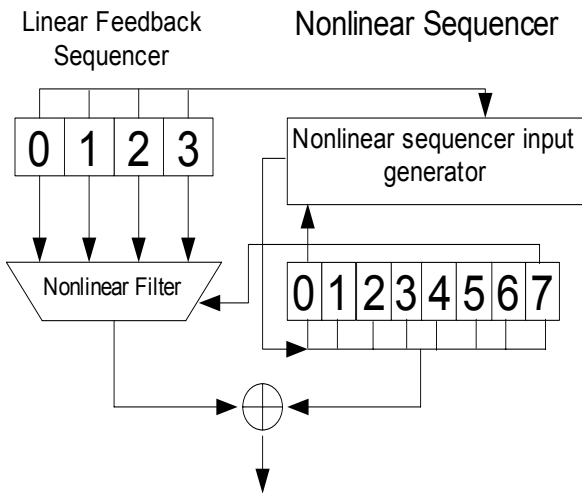 Linear Feedback
Sequencer
Nonlinear Sequencer
0 1 2 3
Nonlinear sequencer input
generator
Nonlinear Filter
0 1 2 3 4 5 6 7